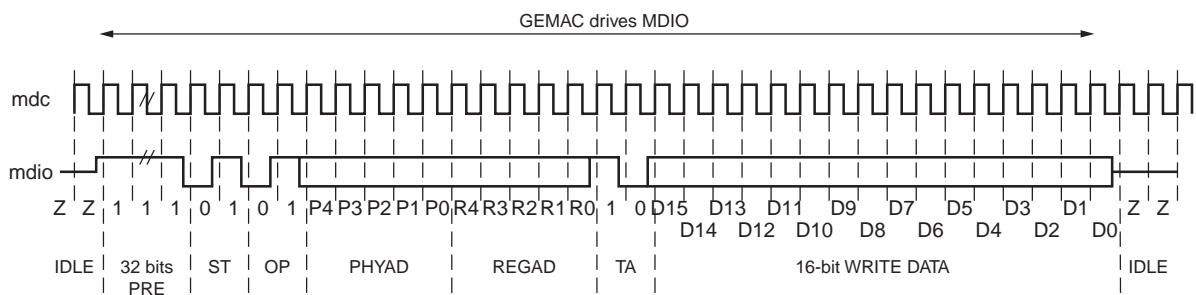 GEMAC drives MDIO
mdc
mdio
Z Z 1 1 1 0 1 0 1 P4 P3 P2 P1 P0 R4 R3 R2 R1 R0 1 0 D15 D13 D11 D9 D7 D5 D3 D1 Z Z
D14 D12 D10 D8 D6 D4 D2 D0
IDLE 32 bits ST OP PHYAD REGAD TA 16-bit WRITE DATA IDLE
PRE